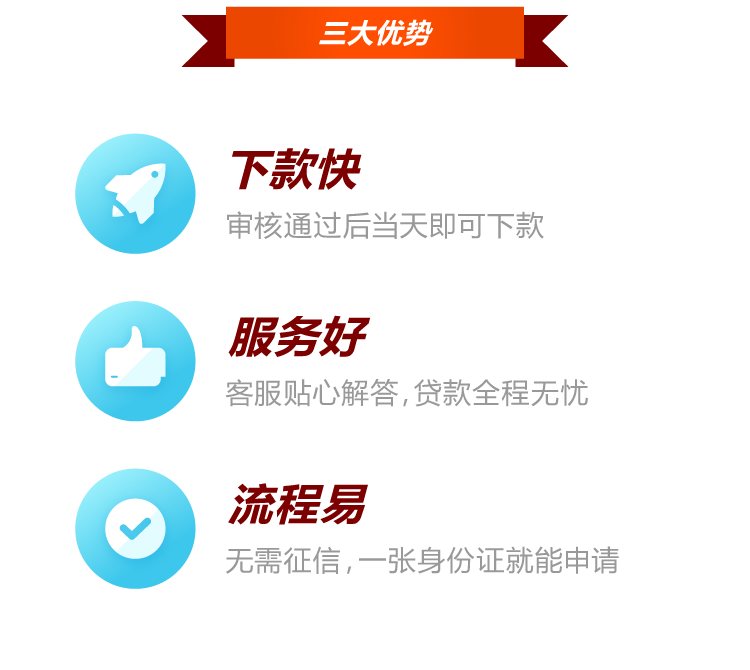 三大优势
下款快
审核通过后当天即可下款
服务好
客服贴心解答,贷款全程无忧
流程易
无需征信,一张身份证就能申请